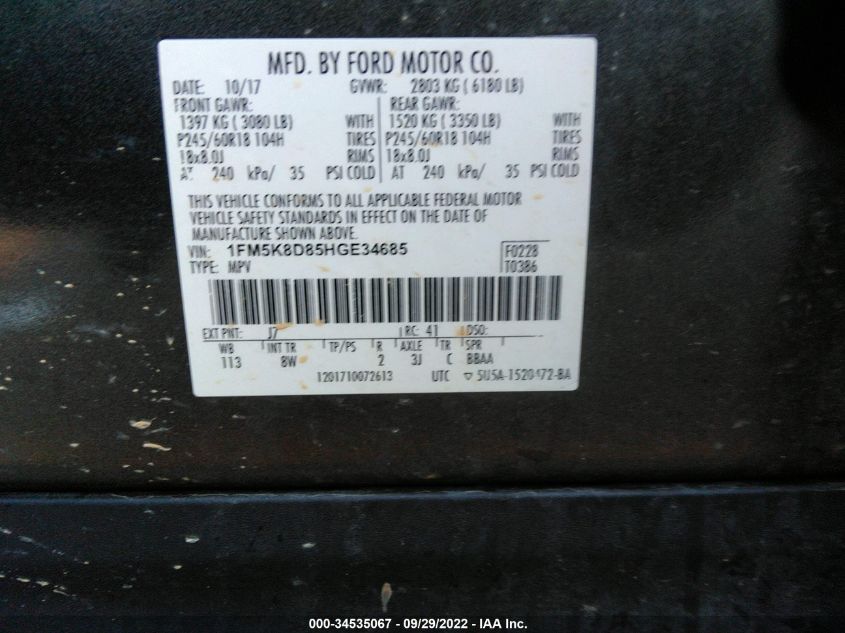 MFD. BY FORD MOTOR CO.
DATE: 10/17 GVWR: 2803 KG ( 6180 LB)
FRONT GAWR: REAR GAWR:
1397 KG ( 3080 LB) WITH 1520 KG ( 3350 LB) WITH
P245/60R18 104H TIRES P245/60R18 104H TIRES
18x8.0J RIMS 18x8.0J RIMS
AT 240 kPa/ 35 PSI COLD AT 240 kPa/ 35 PSI COLD
THIS VEHICLE CONFORMS TO ALL APPLICABLE FEDERAL MOTOR
VEHICLE SAFETY STANDARDS IN EFFECT ON THE DATE OF
MANUFACTURE SHOWN ABOVE.
VIN: 1FM5K8D85HGE34685 F0228
TYPE: MPV T0386
EXT PNT: J7 RC: 41 DSO:
WB INT TR TP/PS R AXLE TR SPR
113 8W 2 3J C BBAA
1201710072613 UTC ▽ 5U5A-1520472-BA
000-34535067 - 09/29/2022 - IAA Inc.